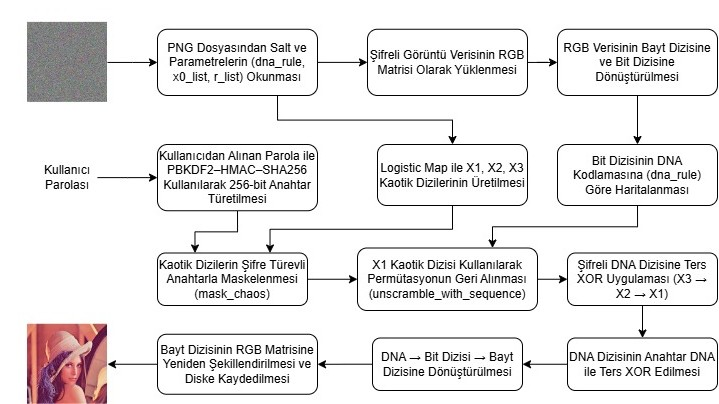 PNG Dosyasından Salt ve
Parametrelerin (dna_rule,
x0_list, r_list) Okunması
Şifreli Görüntü Verisinin RGB
Matrisi Olarak Yüklenmesi
RGB Verisinin Bayt Dizisine
ve Bit Dizisine
Dönüştürülmesi
Kullanıcı
Parolası
Kullanıcıdan Alınan Parola ile
PBKDF2–HMAC–SHA256
Kullanılarak 256-bit Anahtar
Türetilmesi
Logistic Map ile X1, X2, X3
Kaotik Dizilerinin Üretilmesi
Bit Dizisinin DNA
Kodlamasına (dna_rule)
Göre Haritalanması
Kaotik Dizilerin Şifre Türevli
Anahtarla Maskelenmesi
(mask_chaos)
X1 Kaotik Dizisi Kullanılarak
Permütasyonun Geri Alınması
(unscramble_with_sequence)
Şifreli DNA Dizisine Ters
XOR Uygulaması (X3 →
X2 → X1)
Bayt Dizisinin RGB Matrisine
Yeniden Şekillendirilmesi ve
Diske Kaydedilmesi
DNA → Bit Dizisi → Bayt
Dizisine Dönüştürülmesi
DNA Dizisinin Anahtar DNA
ile Ters XOR Edilmesi